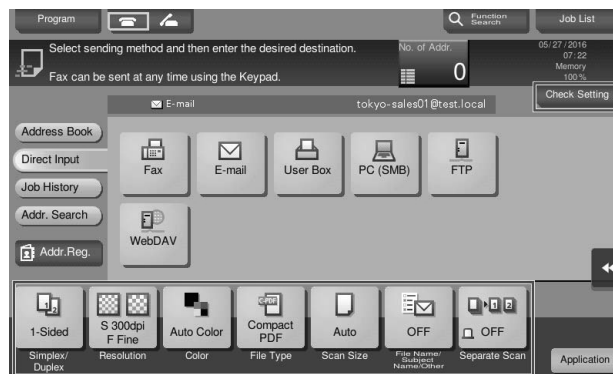 Program
Function
Search
Job List
Select sending method and then enter the desired destination.
Fax can be sent at any time using the Keypad.
No. of Addr.
0
05/27/2016
07:22
Memory
100%
Check Setting
E-mail
tokyo-sales01@test.local
Address Book
Direct Input
Job History
Addr. Search
Addr.Reg.
Fax
E-mail
User Box
PC (SMB)
FTP
WebDAV
1-Sided
S 300dpi
F Fine
Auto Color
cPDF
Compact
PDF
Auto
OFF
OFF
Simplex/
Duplex
Resolution
Color
File Type
Scan Size
File Name/
Subject
Name/Other
Separate Scan
Application